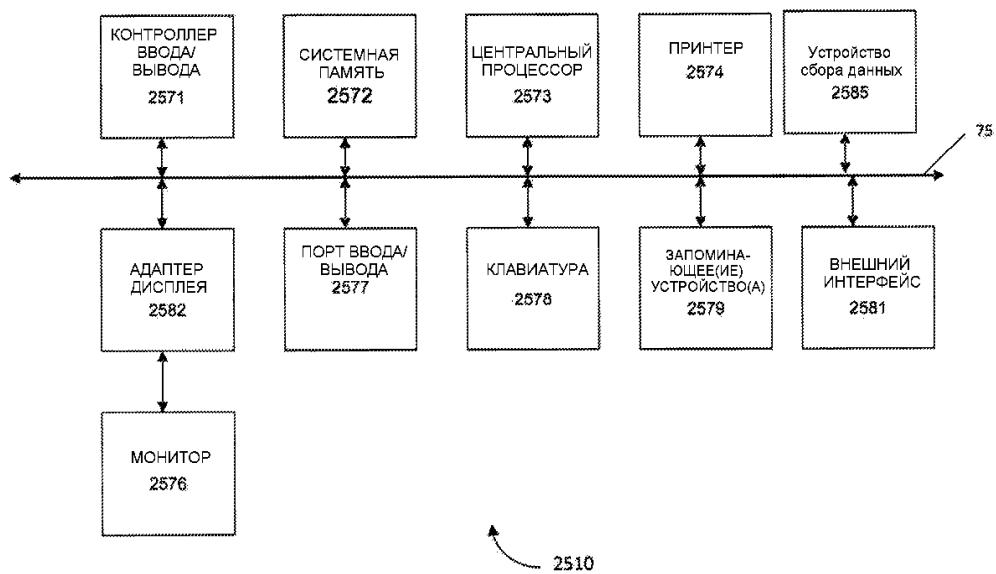 КОНТРОЛЛЕР
ВВОДА/
ВЫВОДА
2571
СИСТЕМНАЯ
ПАМЯТЬ
2572
ЦЕНТРАЛЬНЫЙ
ПРОЦЕССОР
2573
ПРИНТЕР
2574
Устройство
сбора данных
2585
75
АДАПТЕР
ДИСПЛЕЯ
2582
ПОРТ ВВОДА/
ВЫВОДА
2577
КЛАВИАТУРА
2578
ЗАПОМИНА-
ЮЩЕЕ(ИЕ)
УСТРОЙСТВО(А)
2579
ВНЕШНИЙ
ИНТЕРФЕЙС
2581
МОНИТОР
2576
2510